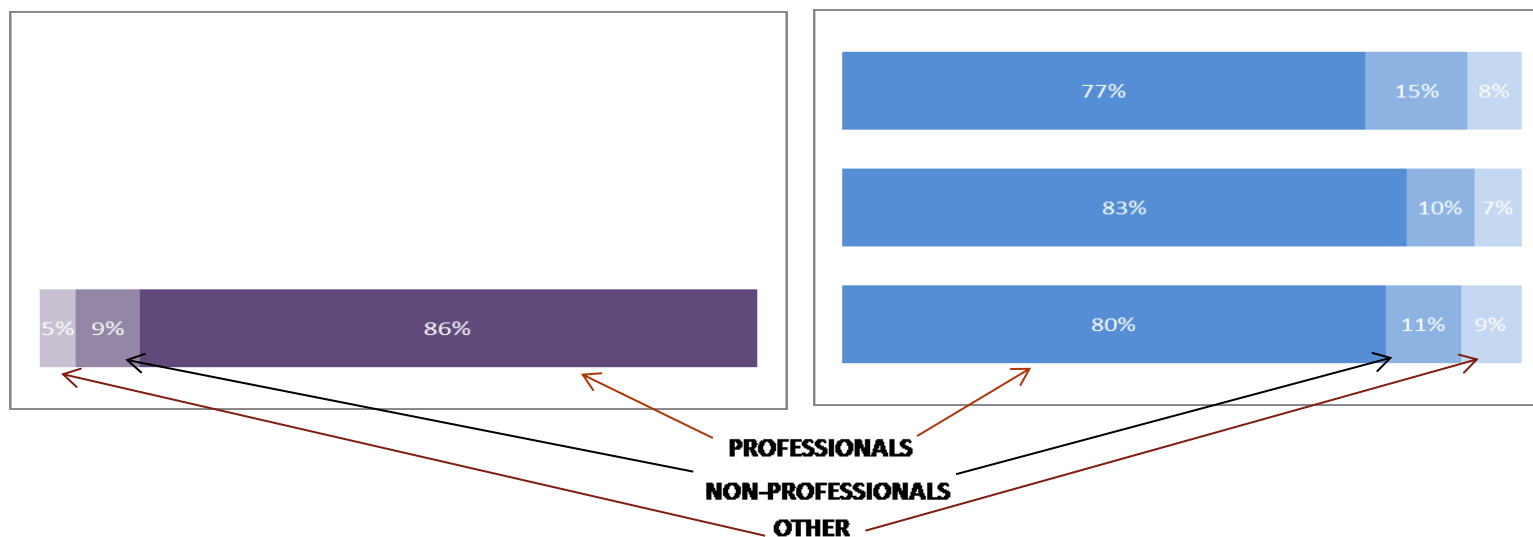 77% 15% 8%
83% 10% 7%
5% 9% 86%
80% 11% 9%
PROFESSIONALS
NON-PROFESSIONALS
OTHER